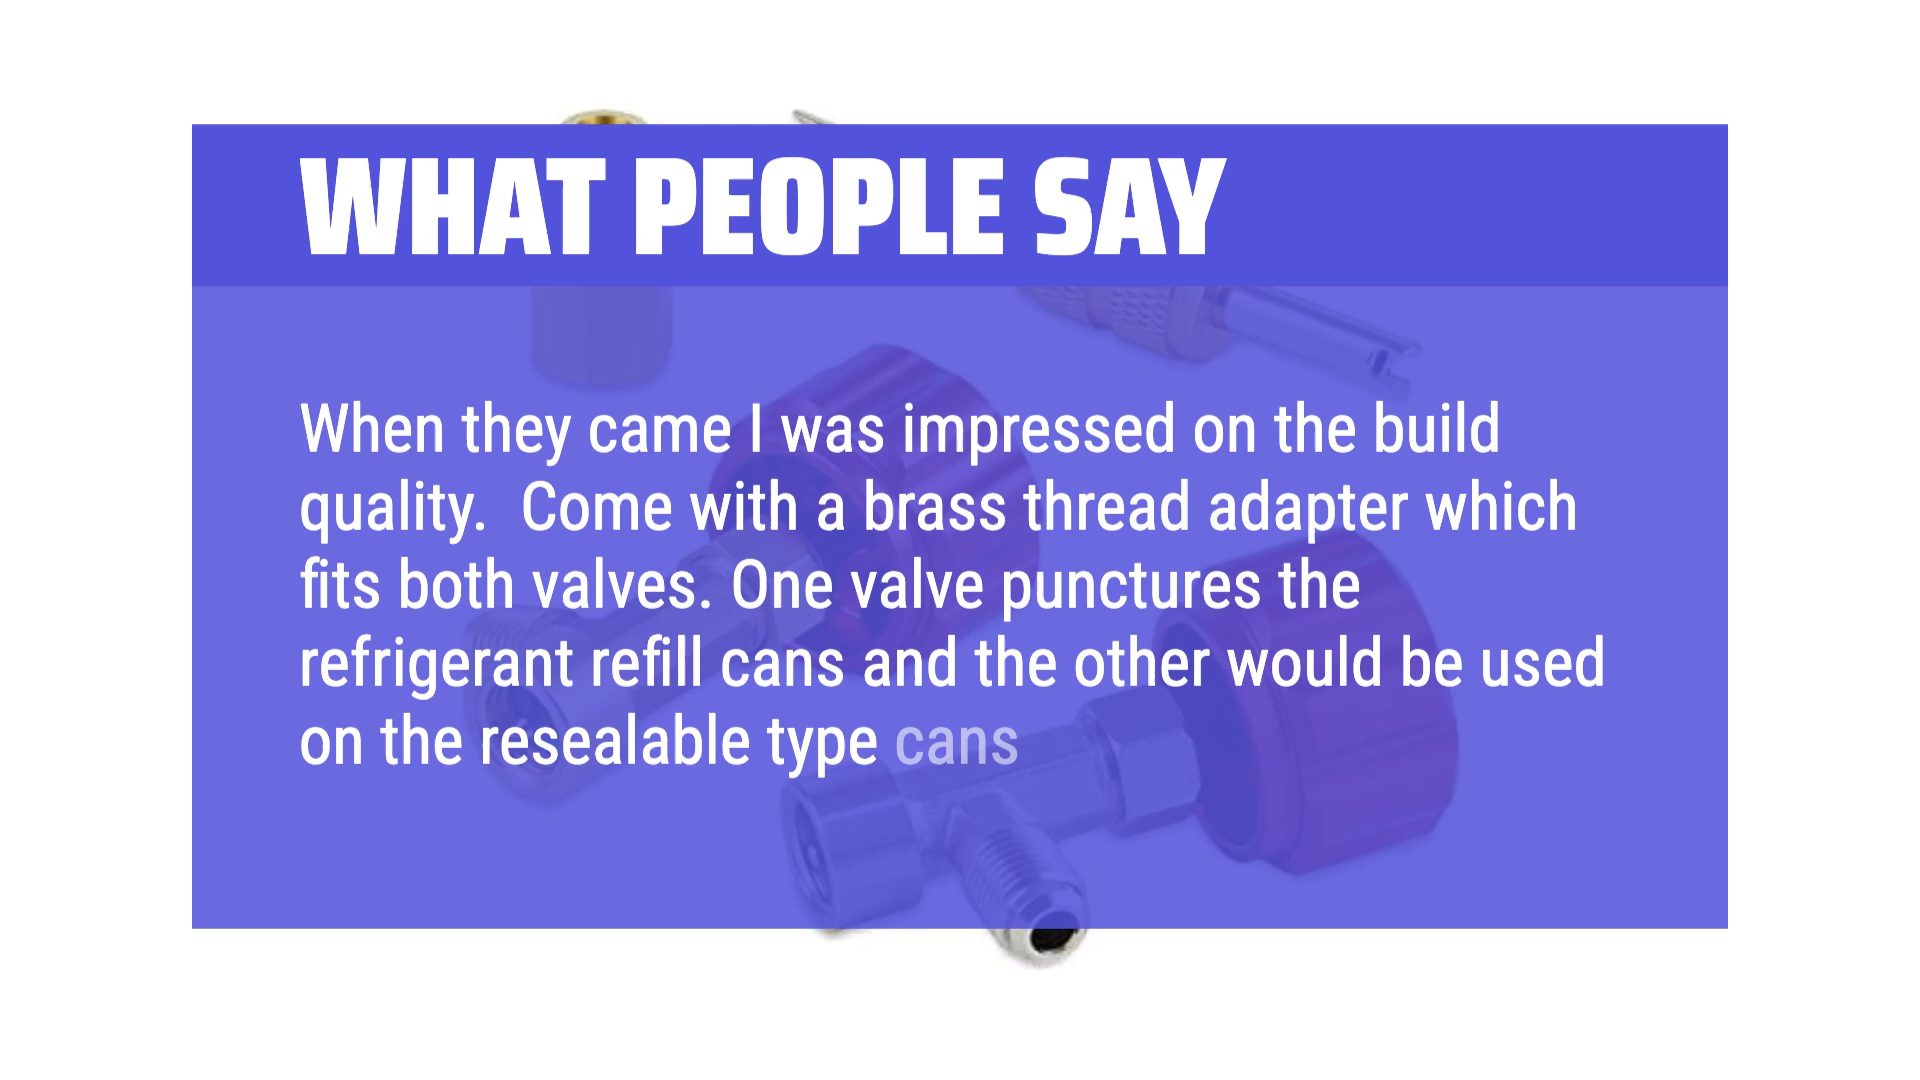 WHAT PEOPLE SAY
When they came I was impressed on the build
quality.  Come with a brass thread adapter which
fits both valves. One valve punctures the
refrigerant refill cans and the other would be used
on the resealable type cans